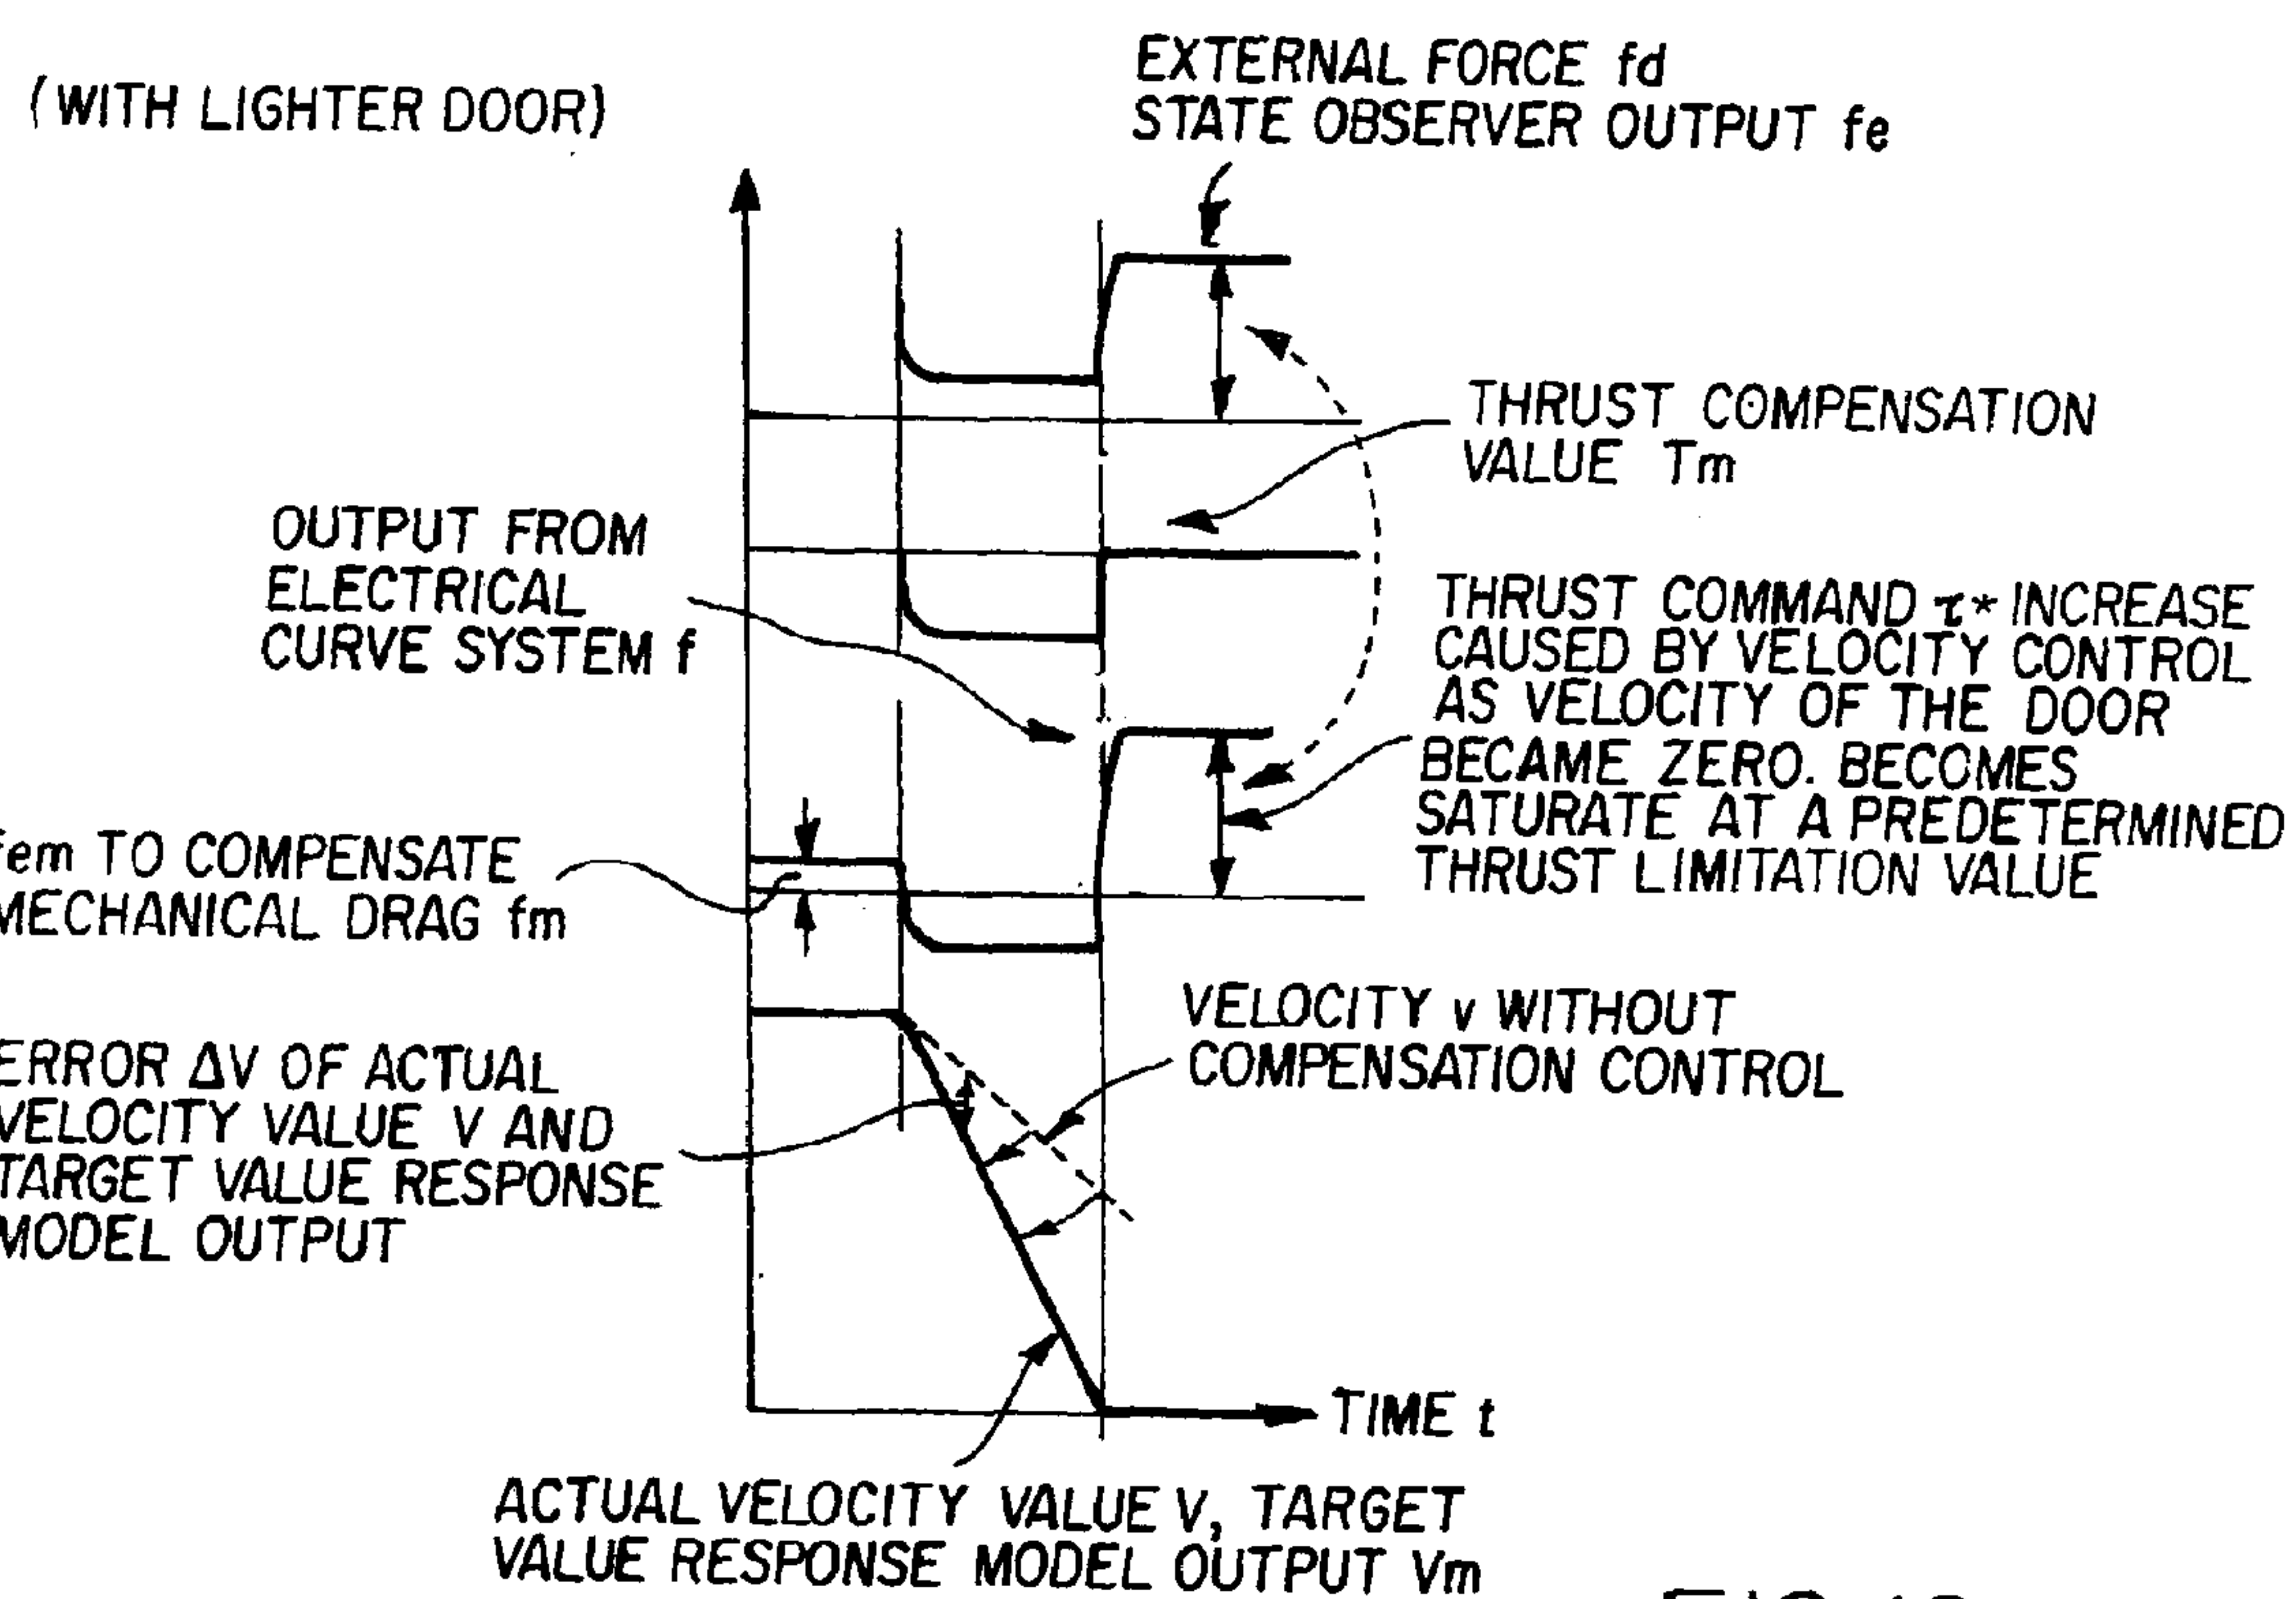 (WITH LIGHTER DOOR)
EXTERNAL FORCE fd
STATE OBSERVER OUTPUT fe
THRUST COMPENSATION
VALUE Tm
OUTPUT FROM
ELECTRICAL
CURVE SYSTEM f
THRUST COMMAND τ* INCREASE
CAUSED BY VELOCITY CONTROL
AS VELOCITY OF THE DOOR
BECAME ZERO. BECOMES
SATURATE AT A PREDETERMINED
THRUST LIMITATION VALUE
fem TO COMPENSATE
MECHANICAL DRAG fm
VELOCITY v WITHOUT
COMPENSATION CONTROL
ERROR ΔV OF ACTUAL
VELOCITY VALUE V AND
TARGET VALUE RESPONSE
MODEL OUTPUT
TIME t
ACTUAL VELOCITY VALUE V, TARGET
VALUE RESPONSE MODEL OUTPUT Vm